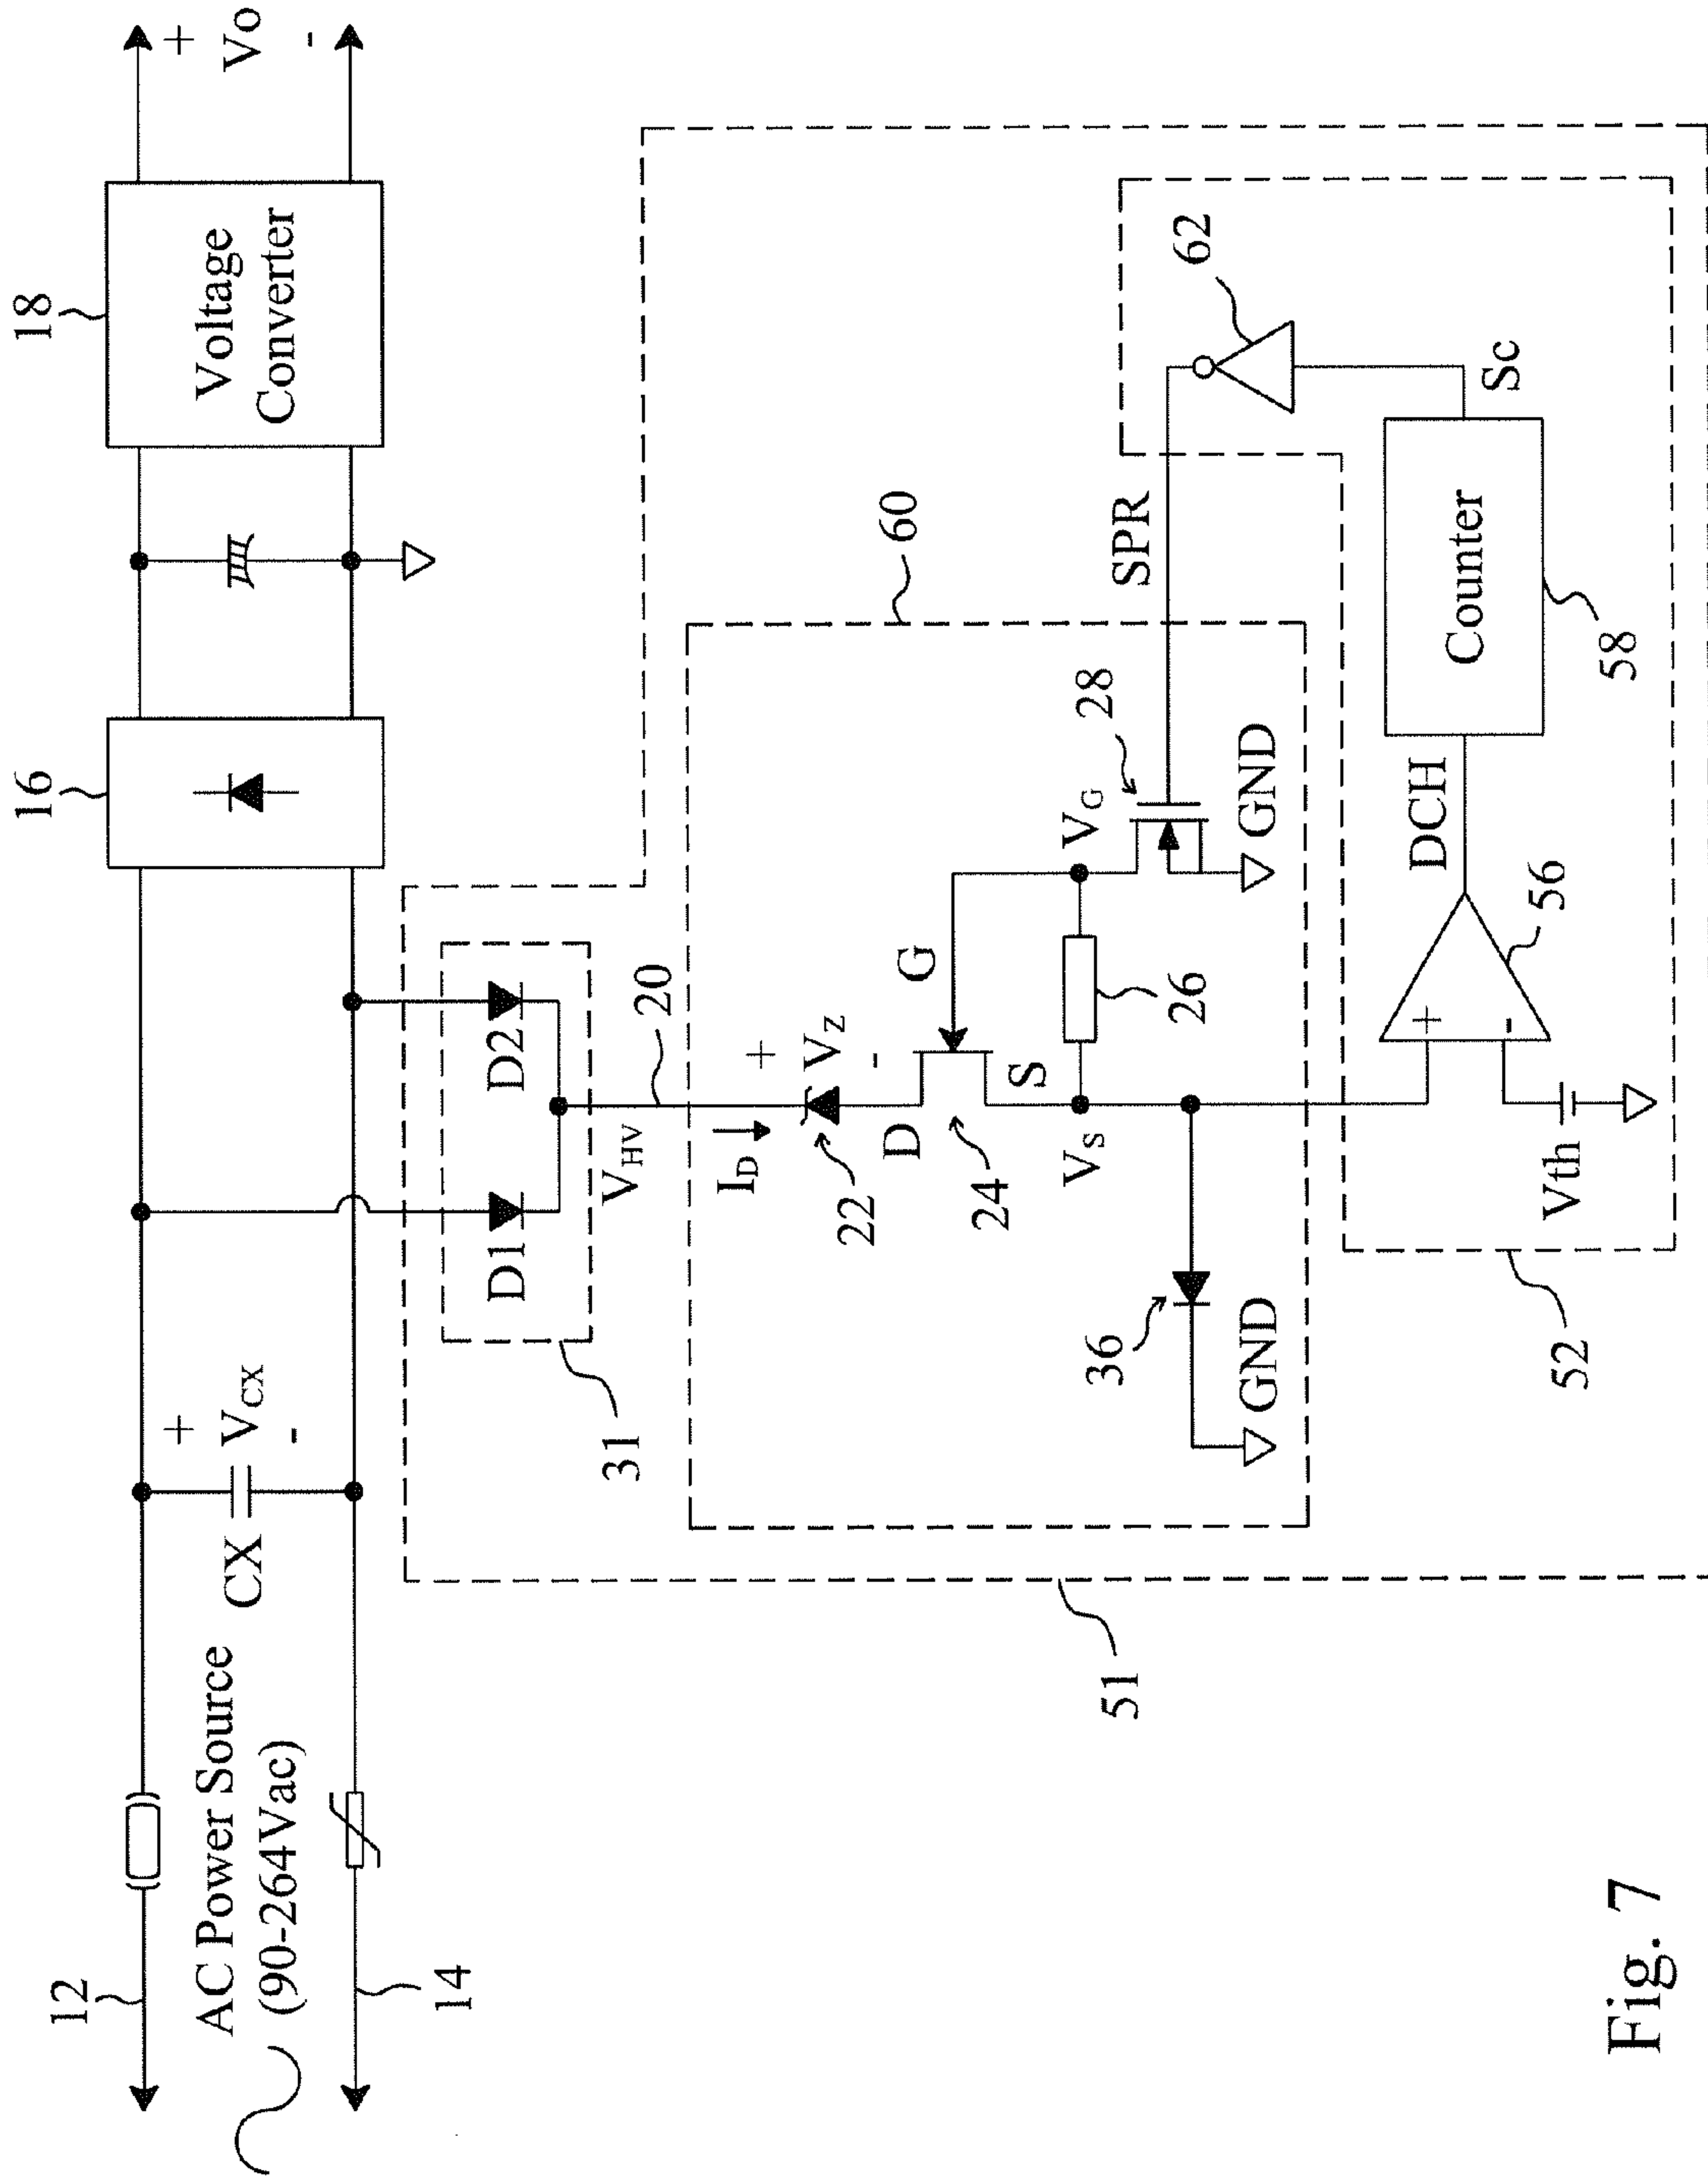 12
AC Power Source
(90-264Vac)
14
CX
+
VCX
-
16
18
Voltage
Converter
+
Vo
-
D1
D2
31
VHV
20
ID
+
VZ
-
22
D
G
24
S
VS
26
VG
28
GND
36
GND
60
SPR
62
Vth
+
-
56
DCH
Counter
58
Sc
52
51
Fig. 7